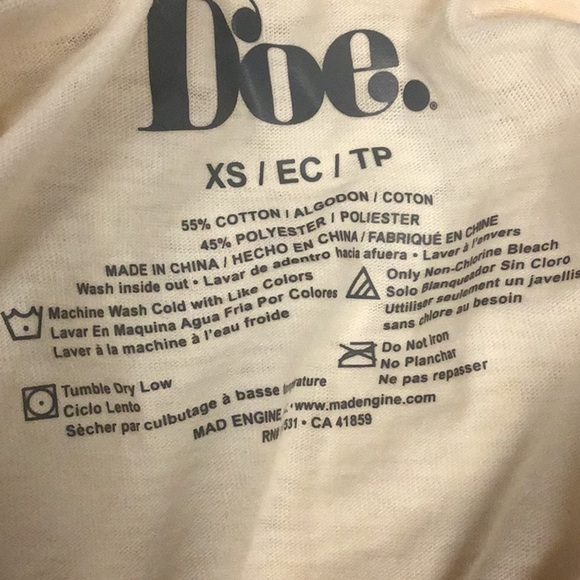 Doe.®
XS / EC / TP
55% COTTON / ALGODON / COTON
45% POLYESTER / POLIESTER
MADE IN CHINA / HECHO EN CHINA / FABRIQUÉ EN CHINE
Wash inside out • Lavar de adentro hacia afuera • Laver à l'envers
Machine Wash Cold with Like Colors
Lavar En Maquina Agua Fria Por Colores
Laver à la machine à l'eau froide
Only Non-Chlorine Bleach
Solo Blanqueador Sin Cloro
Uttiliser seulement un javellis
sans chlore au besoin
Tumble Dry Low
Ciclo Lento
Sècher par culbutage à basse
Do Not Iron
No Planchar
Ne pas repasser
MAD ENGINE • www.madengine.com
531 • CA 41859